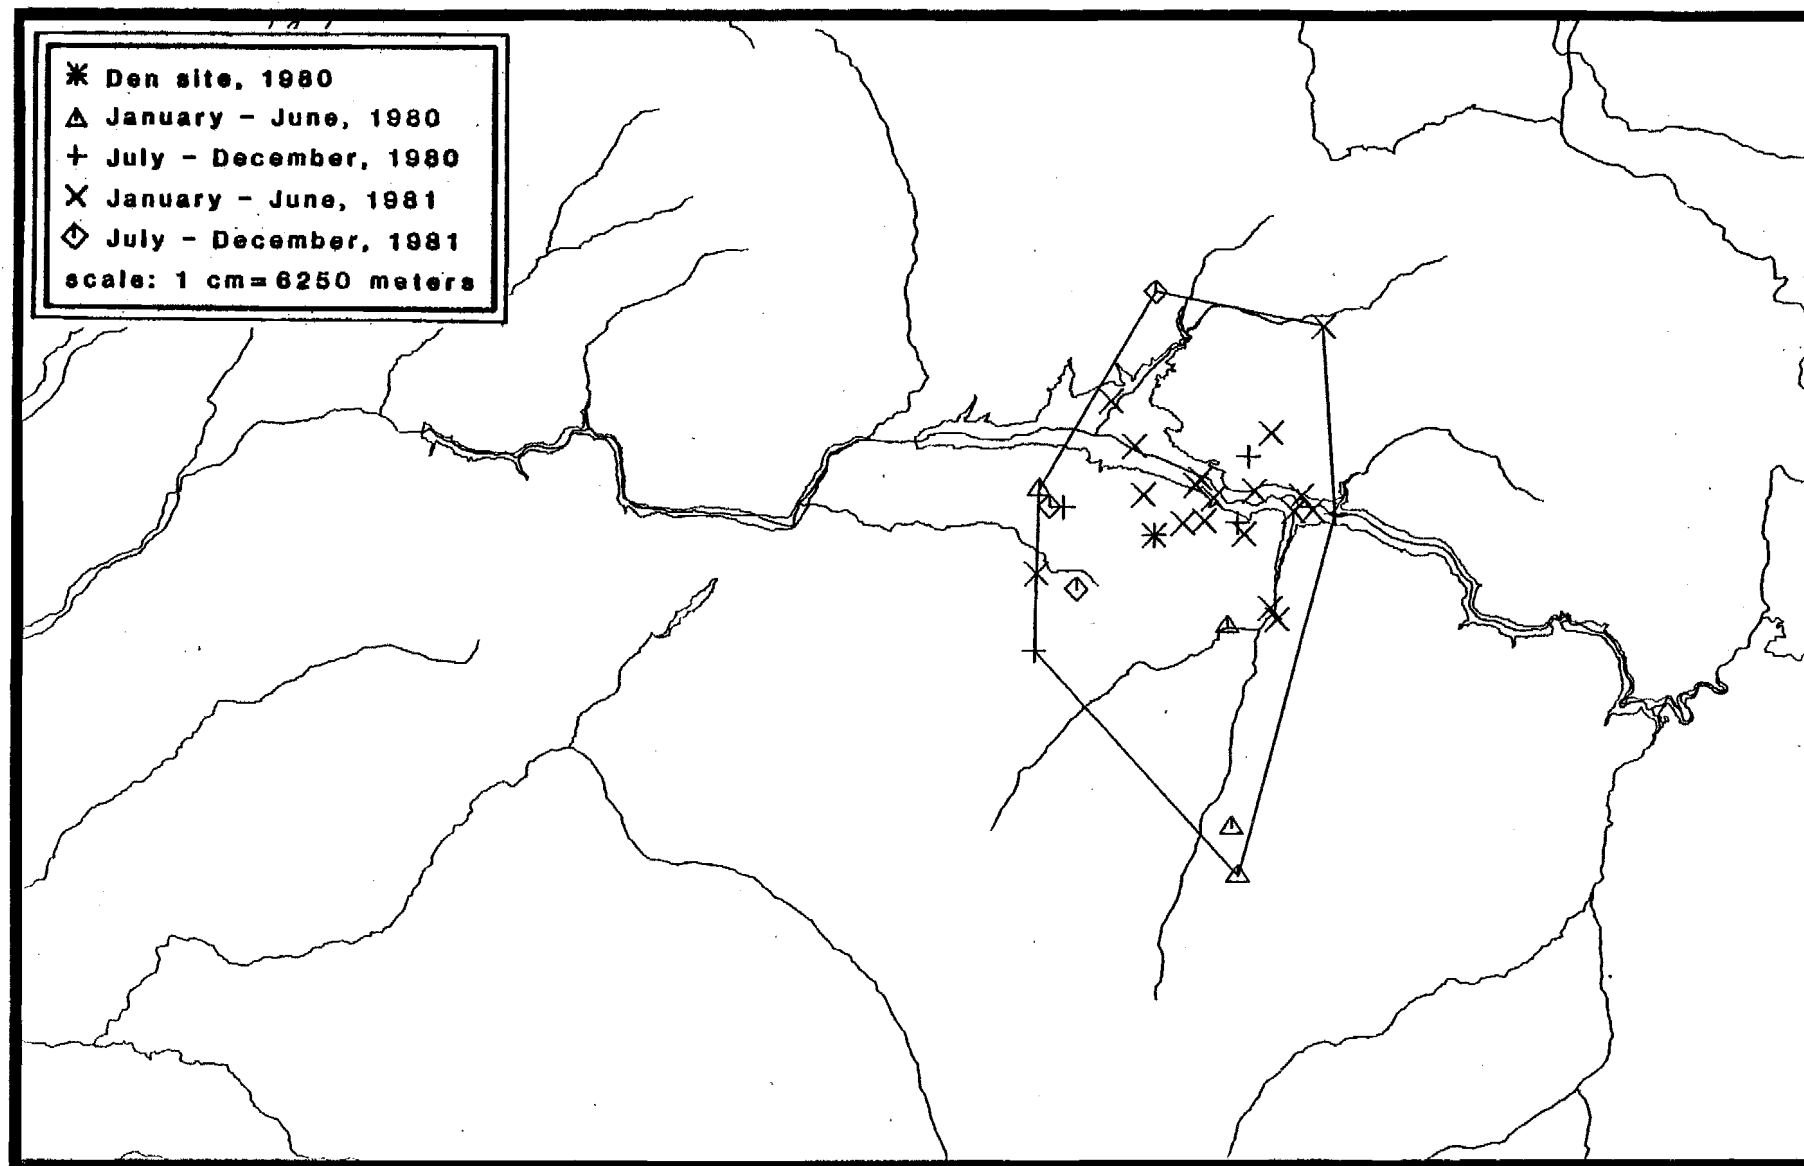 Den site, 1980
January - June, 1980
July - December, 1980
January - June, 1981
July - December, 1981
scale: 1 cm=6250 meters